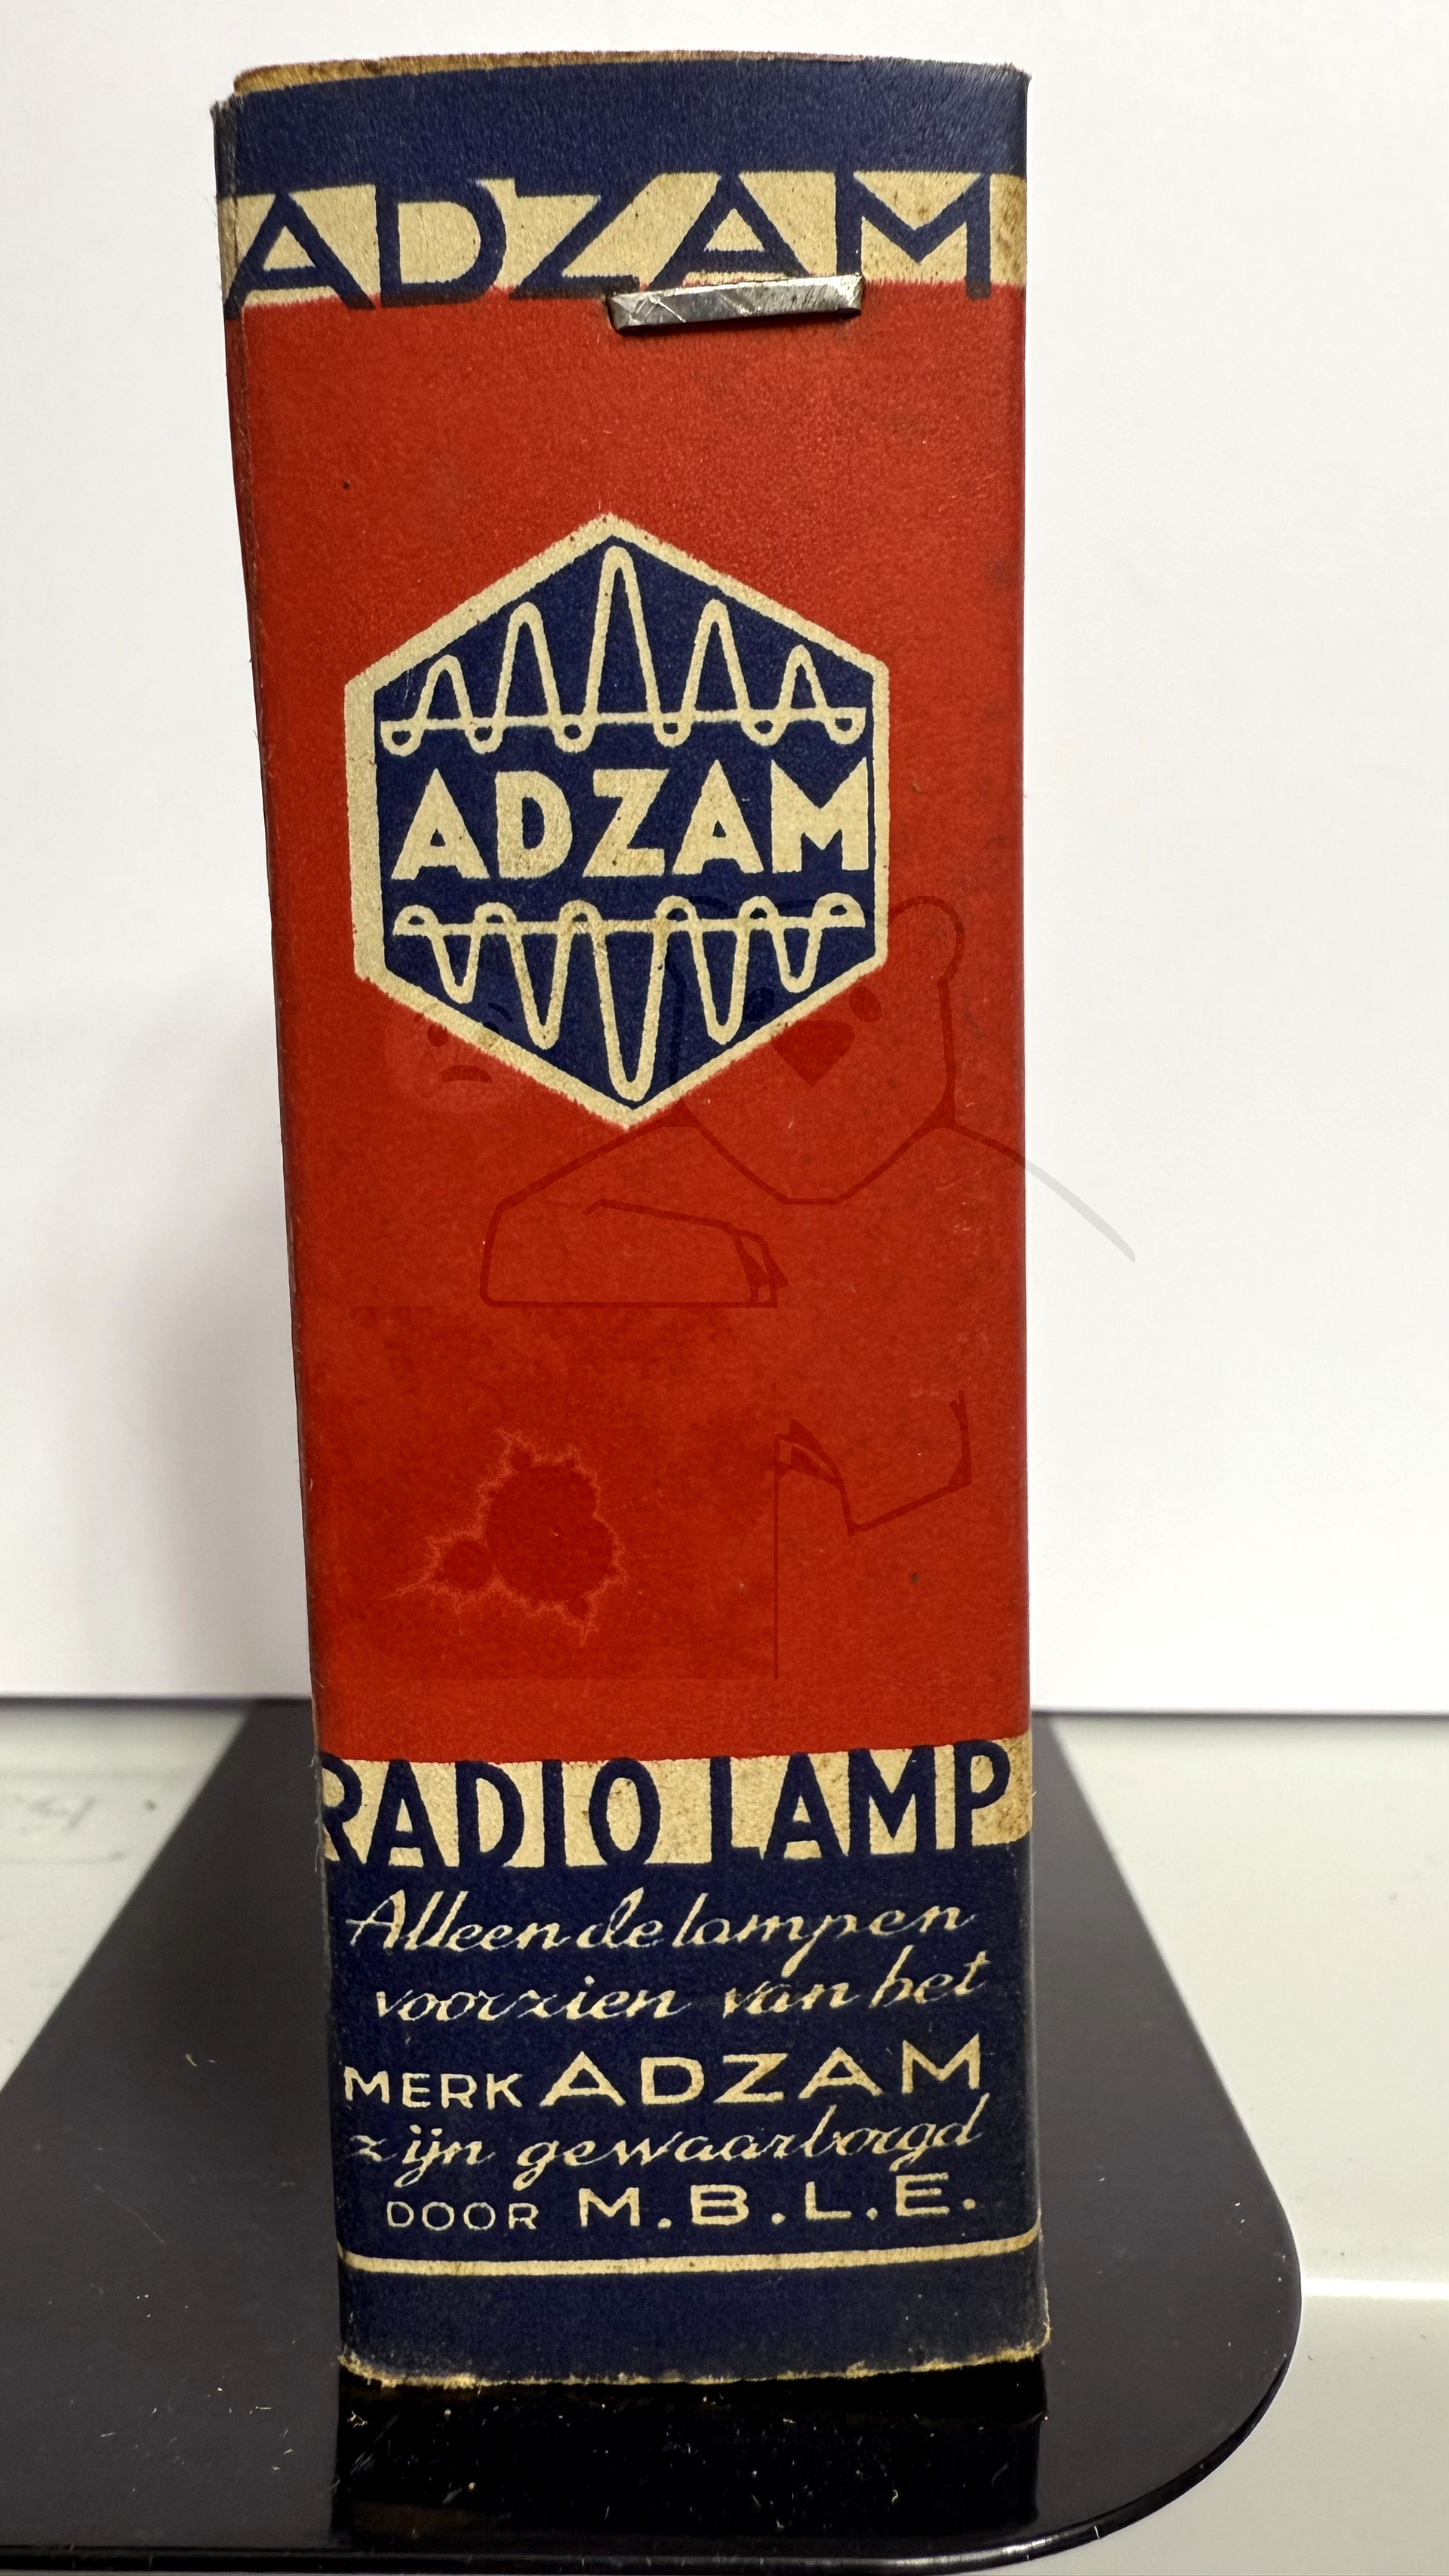 ADZAM
ADZAM
RADIO LAMP
Alleen de lampen
voorzien van het
MERK ADZAM
zijn gewaarborgd
DOOR M.B.L.E.